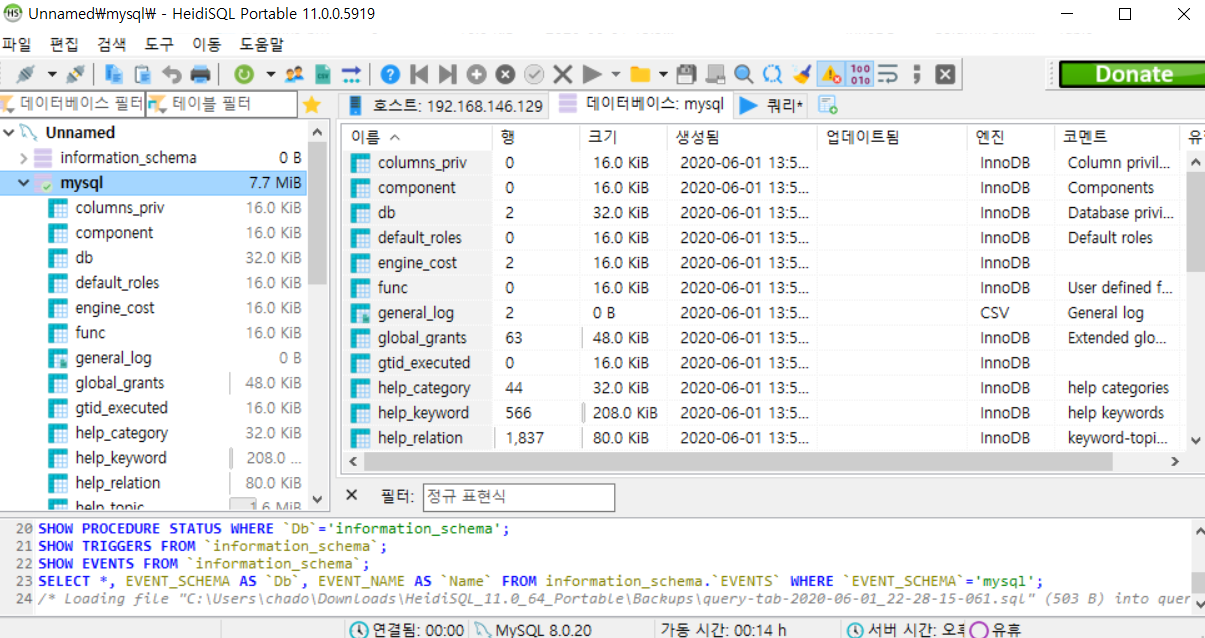 Unnamed₩mysql₩ - HeidiSQL Portable 11.0.0.5919
파일 편집 검색 도구 이동 도움말
Donate
데이터베이스 필터 테이블 필터
호스트: 192.168.146.129 데이터베이스: mysql 쿼리*
Unnamed
information_schema 0 B
mysql 7.7 MiB
columns_priv 16.0 KiB
component 16.0 KiB
db 32.0 KiB
default_roles 16.0 KiB
engine_cost 16.0 KiB
func 16.0 KiB
general_log 0 B
global_grants 48.0 KiB
gtid_executed 16.0 KiB
help_category 32.0 KiB
help_keyword 208.0 ...
help_relation 80.0 KiB
help_topic 1.6 MiB
이름 행 크기 생성됨 업데이트됨 엔진 코멘트 유
columns_priv 0 16.0 KiB 2020-06-01 13:5... InnoDB Column privil...
component 0 16.0 KiB 2020-06-01 13:5... InnoDB Components
db 2 32.0 KiB 2020-06-01 13:5... InnoDB Database privi...
default_roles 0 16.0 KiB 2020-06-01 13:5... InnoDB Default roles
engine_cost 2 16.0 KiB 2020-06-01 13:5... InnoDB
func 0 16.0 KiB 2020-06-01 13:5... InnoDB User defined f...
general_log 2 0 B 2020-06-01 13:5... CSV General log
global_grants 63 48.0 KiB 2020-06-01 13:5... InnoDB Extended glo...
gtid_executed 0 16.0 KiB 2020-06-01 13:5... InnoDB
help_category 44 32.0 KiB 2020-06-01 13:5... InnoDB help categories
help_keyword 566 208.0 KiB 2020-06-01 13:5... InnoDB help keywords
help_relation 1,837 80.0 KiB 2020-06-01 13:5... InnoDB keyword-topi...
필터: 정규 표현식
20 SHOW PROCEDURE STATUS WHERE `Db`='information_schema';
21 SHOW TRIGGERS FROM `information_schema`;
22 SHOW EVENTS FROM `information_schema`;
23 SELECT *, EVENT_SCHEMA AS `Db`, EVENT_NAME AS `Name` FROM information_schema.`EVENTS` WHERE `EVENT_SCHEMA`='mysql';
24 /* Loading file "C:\Users\chado\Downloads\HeidiSQL_11.0_64_Portable\Backups\query-tab-2020-06-01_22-28-15-061.sql" (503 B) into quer
연결됨: 00:00 MySQL 8.0.20 가동 시간: 00:14 h 서버 시간: 오후 유휴